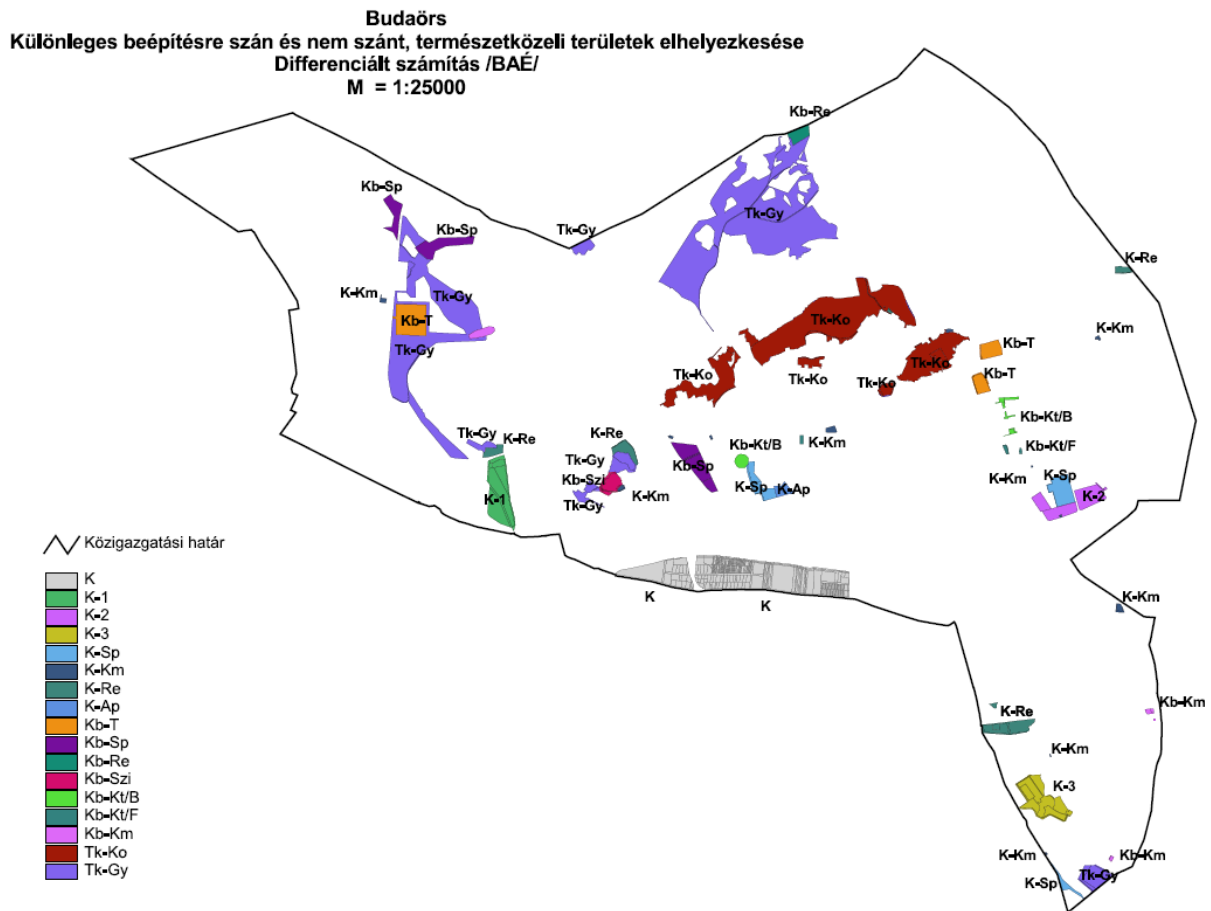 Budaörs
Különleges beépítésre szán és nem szánt, természetközeli területek elhelyezkesése
Differenciált számítás /BAÉ/
M = 1:25000
Kb-Re
Kb-Sp
Tk-Gy
Kb-Sp
Tk-Gy
K-Re
K-Km
Tk-Gy
Kb-T
Tk-Ko
K-Km
Tk-Gy
Kb-T
Tk-Ko
Tk-Ko
Tk-Ko
Tk-Ko
Kb-T
Kb-Kt/B
Tk-Gy
K-Re
K-Re
Kb-Kt/B
K-Km
Kb-Kt/F
Tk-Gy
Kb-Sp
Kb-Szi
K-Km
K-Sp
K-Ap
K-Km
K-Sp
K-1
Tk-Gy
K-2
Közigazgatási határ
K
K-1
K-2
K-3
K-Sp
K-Km
K-Re
K-Ap
Kb-T
Kb-Sp
Kb-Re
Kb-Szi
Kb-Kt/B
Kb-Kt/F
Kb-Km
Tk-Ko
Tk-Gy
K
K
K-Km
K-Re
Kb-Km
K-Km
K-3
K-Km
Kb-Km
K-Sp
Tk-Gy